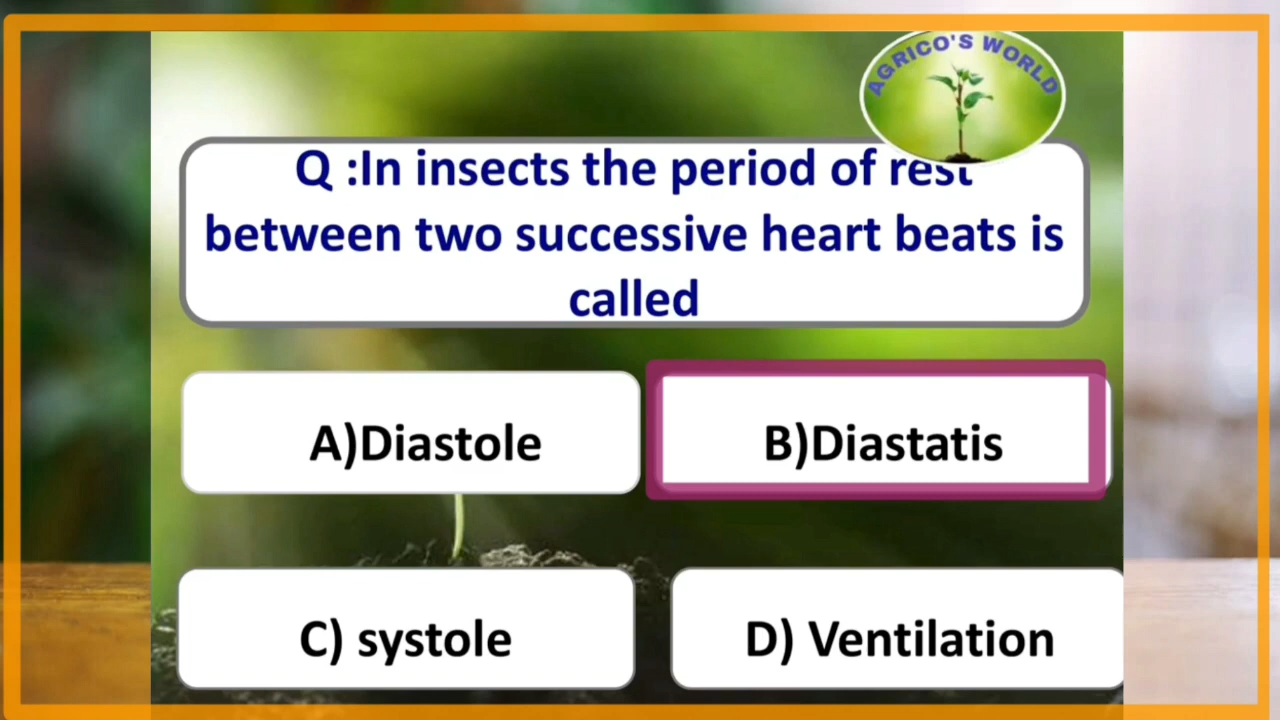 AGRICO'S WORLD
Q :In insects the period of rest
between two successive heart beats is
called
A)Diastole
B)Diastatis
C) systole
D) Ventilation